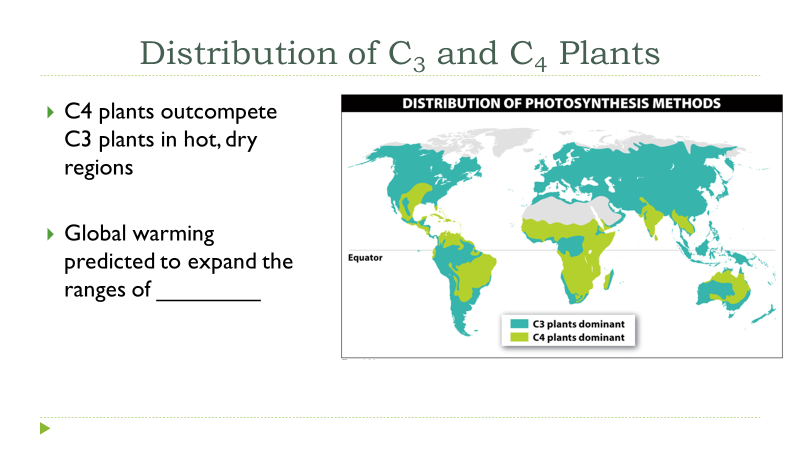 Distribution of C₃ and C₄ Plants
C4 plants outcompete
C3 plants in hot, dry
regions
Global warming
predicted to expand the
ranges of _________
DISTRIBUTION OF PHOTOSYNTHESIS METHODS
Equator
C3 plants dominant
C4 plants dominant